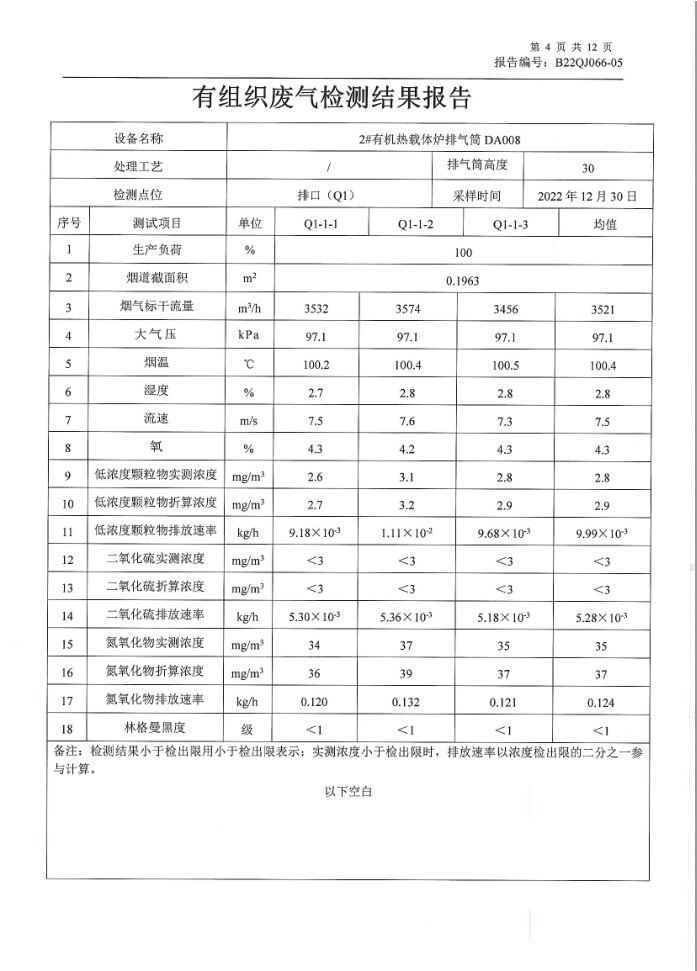 第 4 页 共 12 页
报告编号：B22QJ066-05
有组织废气检测结果报告
设备名称 2#有机热载体炉排气筒 DA008
处理工艺 / 排气筒高度 30
检测点位 排口（Q1） 采样时间 2022 年 12 月 30 日
序号 测试项目 单位 Q1-1-1 Q1-1-2 Q1-1-3 均值
1 生产负荷 % 100
2 烟道截面积 m² 0.1963
3 烟气标干流量 m³/h 3532 3574 3456 3521
4 大气压 kPa 97.1 97.1 97.1 97.1
5 烟温 ℃ 100.2 100.4 100.5 100.4
6 湿度 % 2.7 2.8 2.8 2.8
7 流速 m/s 7.5 7.6 7.3 7.5
8 氧 % 4.3 4.2 4.3 4.3
9 低浓度颗粒物实测浓度 mg/m³ 2.6 3.1 2.8 2.8
10 低浓度颗粒物折算浓度 mg/m³ 2.7 3.2 2.9 2.9
11 低浓度颗粒物排放速率 kg/h 9.18×10⁻³ 1.11×10⁻² 9.68×10⁻³ 9.99×10⁻³
12 二氧化硫实测浓度 mg/m³ ＜3 ＜3 ＜3 ＜3
13 二氧化硫折算浓度 mg/m³ ＜3 ＜3 ＜3 ＜3
14 二氧化硫排放速率 kg/h 5.30×10⁻³ 5.36×10⁻³ 5.18×10⁻³ 5.28×10⁻³
15 氮氧化物实测浓度 mg/m³ 34 37 35 35
16 氮氧化物折算浓度 mg/m³ 36 39 37 37
17 氮氧化物排放速率 kg/h 0.120 0.132 0.121 0.124
18 林格曼黑度 级 ＜1 ＜1 ＜1 ＜1
备注：检测结果小于检出限用小于检出限表示；实测浓度小于检出限时，排放速率以浓度检出限的二分之一参
与计算。
以下空白